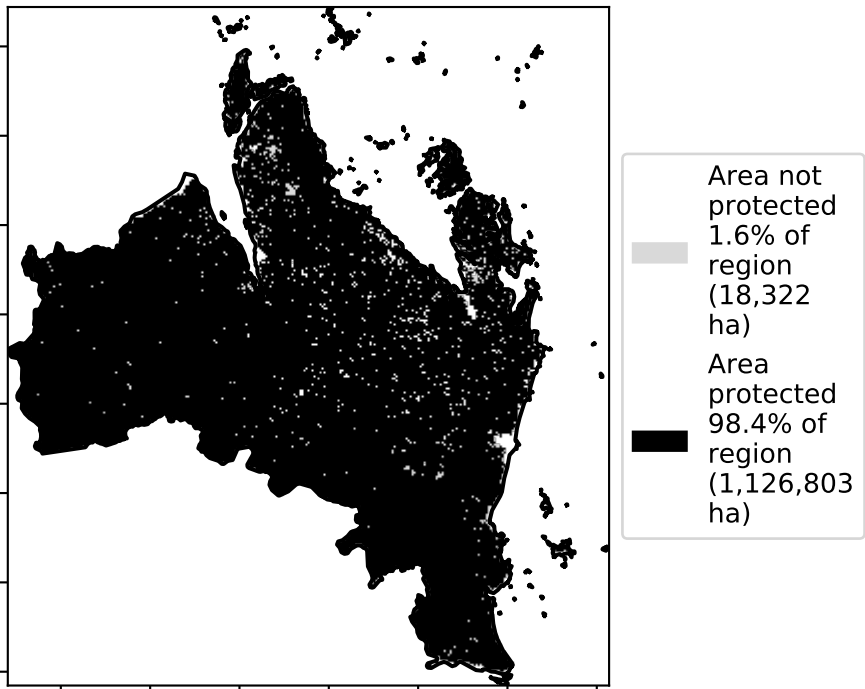 Area not
protected
1.6% of
region
(18,322
ha)
Area
protected
98.4% of
region
(1,126,803
ha)